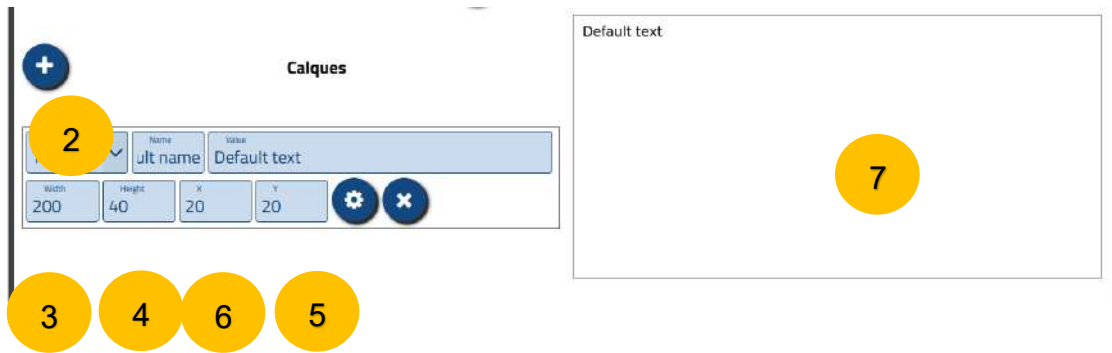 Default text
Calques
2
Name
Value
ult name
Default text
Width
Height
X
Y
200
40
20
20
7
3
4
6
5